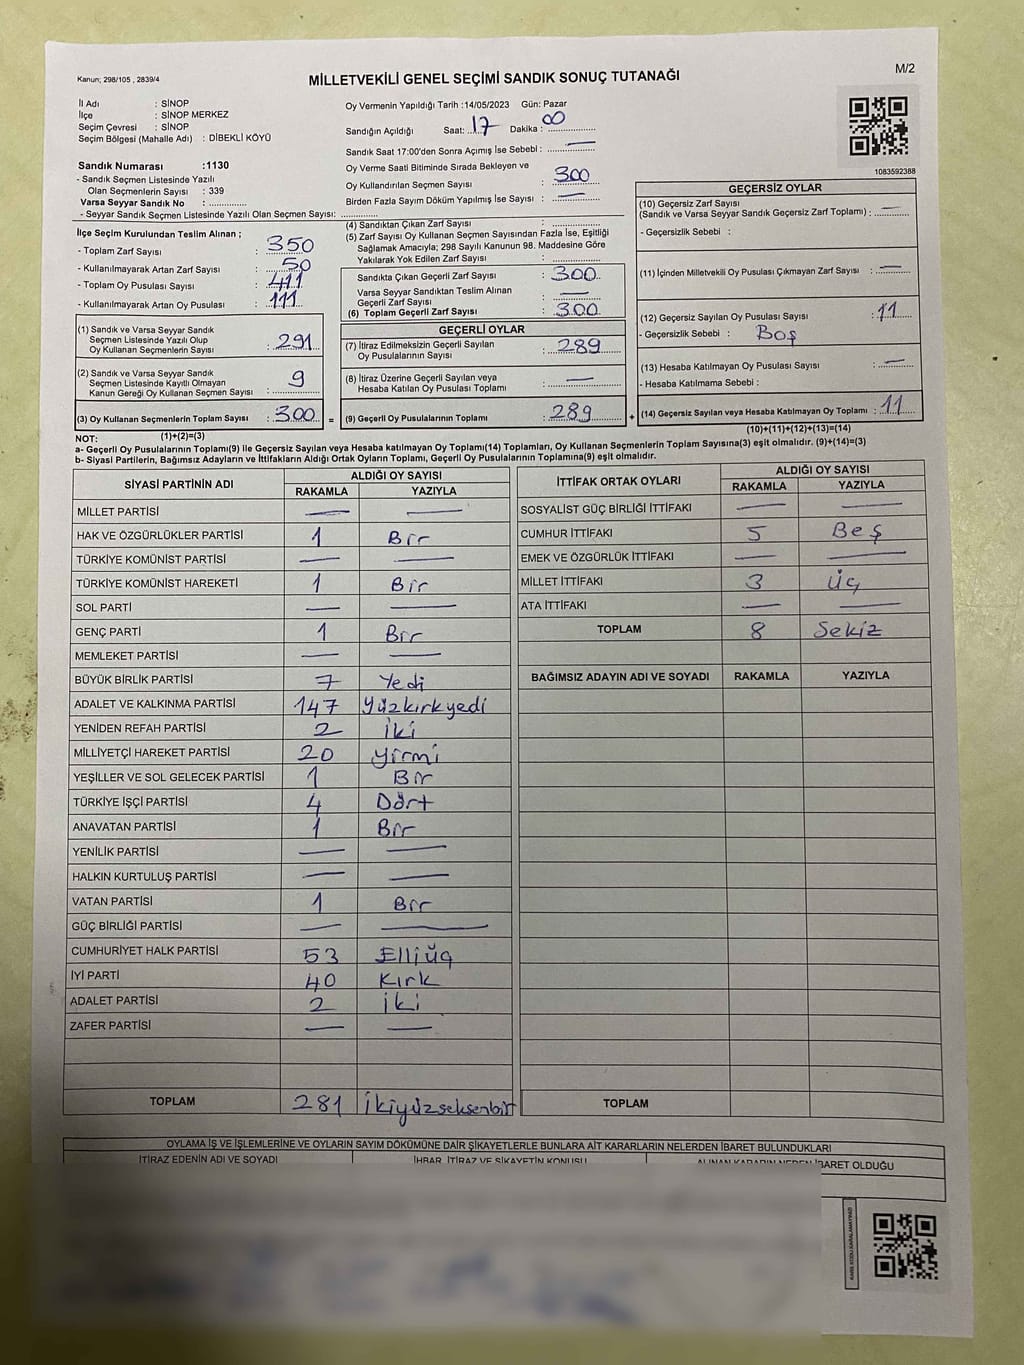 Kanun; 298/105 , 2839/4
MİLLETVEKİLİ GENEL SEÇİMİ SANDIK SONUÇ TUTANAĞI
M/2
İl Adı : SİNOP
İlçe : SİNOP MERKEZ
Seçim Çevresi : SİNOP
Seçim Bölgesi (Mahalle Adı) : DİBEKLİ KÖYÜ
Sandık Numarası :1130
- Sandık Seçmen Listesinde Yazılı
Olan Seçmenlerin Sayısı : 339
Varsa Seyyar Sandık No :
- Seyyar Sandık Seçmen Listesinde Yazılı Olan Seçmen Sayısı:
Oy Vermenin Yapıldığı Tarih :14/05/2023 Gün: Pazar
Sandığın Açıldığı Saat: 17 Dakika : 00
Sandık Saat 17:00'den Sonra Açımış İse Sebebi : —
Oy Verme Saati Bitiminde Sırada Bekleyen ve
Oy Kullandırılan Seçmen Sayısı : 300
Birden Fazla Sayım Döküm Yapılmış İse Sayısı : —
1083592388
İlçe Seçim Kurulundan Teslim Alınan ;
- Toplam Zarf Sayısı : 350
- Kullanılmayarak Artan Zarf Sayısı : 50
- Toplam Oy Pusulası Sayısı : 411
- Kullanılmayarak Artan Oy Pusulası : 111
(1) Sandık ve Varsa Seyyar Sandık
Seçmen Listesinde Yazılı Olup
Oy Kullanan Seçmenlerin Sayısı : 291
(2) Sandık ve Varsa Seyyar Sandık
Seçmen Listesinde Kayıtlı Olmayan
Kanun Gereği Oy Kullanan Seçmen Sayısı : 9
(3) Oy Kullanan Seçmenlerin Toplam Sayısı : 300 =
(1)+(2)=(3)
(4) Sandıktan Çıkan Zarf Sayısı :
(5) Zarf Sayısı Oy Kullanan Seçmen Sayısından Fazla İse, Eşitliği
Sağlamak Amacıyla; 298 Sayılı Kanunun 98. Maddesine Göre
Yakılarak Yok Edilen Zarf Sayısı :
Sandıkta Çıkan Geçerli Zarf Sayısı : 300
Varsa Seyyar Sandıktan Teslim Alınan
Geçerli Zarf Sayısı : —
(6) Toplam Geçerli Zarf Sayısı : 300
GEÇERLİ OYLAR
(7) İtiraz Edilmeksizin Geçerli Sayılan
Oy Pusulalarının Sayısı : 289
(8) İtiraz Üzerine Geçerli Sayılan veya
Hesaba Katılan Oy Pusulası Toplamı : —
(9) Geçerli Oy Pusulalarının Toplamı : 289 +
GEÇERSİZ OYLAR
(10) Geçersiz Zarf Sayısı
(Sandık ve Varsa Seyyar Sandık Geçersiz Zarf Toplamı) : —
- Geçersizlik Sebebi :
(11) İçinden Milletvekili Oy Pusulası Çıkmayan Zarf Sayısı : —
(12) Geçersiz Sayılan Oy Pusulası Sayısı : 11
- Geçersizlik Sebebi : Boş
(13) Hesaba Katılmayan Oy Pusulası Sayısı : —
- Hesaba Katılmama Sebebi :
(14) Geçersiz Sayılan veya Hesaba Katılmayan Oy Toplamı : 11
(10)+(11)+(12)+(13)=(14)
NOT:
a- Geçerli Oy Pusulalarının Toplamı(9) ile Geçersiz Sayılan veya Hesaba katılmayan Oy Toplamı(14) Toplamları, Oy Kullanan Seçmenlerin Toplam Sayısına(3) eşit olmalıdır. (9)+(14)=(3)
b- Siyasi Partilerin, Bağımsız Adayların ve İttifakların Aldığı Ortak Oyların Toplamı, Geçerli Oy Pusulalarının Toplamına(9) eşit olmalıdır.
SİYASİ PARTİNİN ADI ALDIĞI OY SAYISI
RAKAMLA YAZIYLA
MİLLET PARTİSİ — —
HAK VE ÖZGÜRLÜKLER PARTİSİ 1 Bir
TÜRKİYE KOMÜNİST PARTİSİ — —
TÜRKİYE KOMÜNİST HAREKETİ 1 Bir
SOL PARTİ — —
GENÇ PARTİ 1 Bir
MEMLEKET PARTİSİ — —
BÜYÜK BİRLİK PARTİSİ 7 Yedi
ADALET VE KALKINMA PARTİSİ 147 Yüzkırkyedi
YENİDEN REFAH PARTİSİ 2 İki
MİLLİYETÇİ HAREKET PARTİSİ 20 Yirmi
YEŞİLLER VE SOL GELECEK PARTİSİ 1 Bir
TÜRKİYE İŞÇİ PARTİSİ 4 Dört
ANAVATAN PARTİSİ 1 Bir
YENİLİK PARTİSİ — —
HALKIN KURTULUŞ PARTİSİ — —
VATAN PARTİSİ 1 Bir
GÜÇ BİRLİĞİ PARTİSİ — —
CUMHURİYET HALK PARTİSİ 53 Elliüç
İYİ PARTİ 40 Kırk
ADALET PARTİSİ 2 İki
ZAFER PARTİSİ — —
TOPLAM 281 İkiyüzseksenbir
İTTİFAK ORTAK OYLARI ALDIĞI OY SAYISI
RAKAMLA YAZIYLA
SOSYALİST GÜÇ BİRLİĞİ İTTİFAKI — —
CUMHUR İTTİFAKI 5 Beş
EMEK VE ÖZGÜRLÜK İTTİFAKI — —
MİLLET İTTİFAKI 3 Üç
ATA İTTİFAKI — —
TOPLAM 8 Sekiz
BAĞIMSIZ ADAYIN ADI VE SOYADI RAKAMLA YAZIYLA
TOPLAM
OYLAMA İŞ VE İŞLEMLERİNE VE OYLARIN SAYIM DÖKÜMÜNE DAİR ŞİKAYETLERLE BUNLARA AİT KARARLARIN NELERDEN İBARET BULUNDUKLARI
İTİRAZ EDENİN ADI VE SOYADI İHBAR, İTİRAZ VE ŞİKAYETİN KONUSU ALINAN KARARIN NEDEN İBARET OLDUĞU
KARE KODU KARALAMAYINIZ!